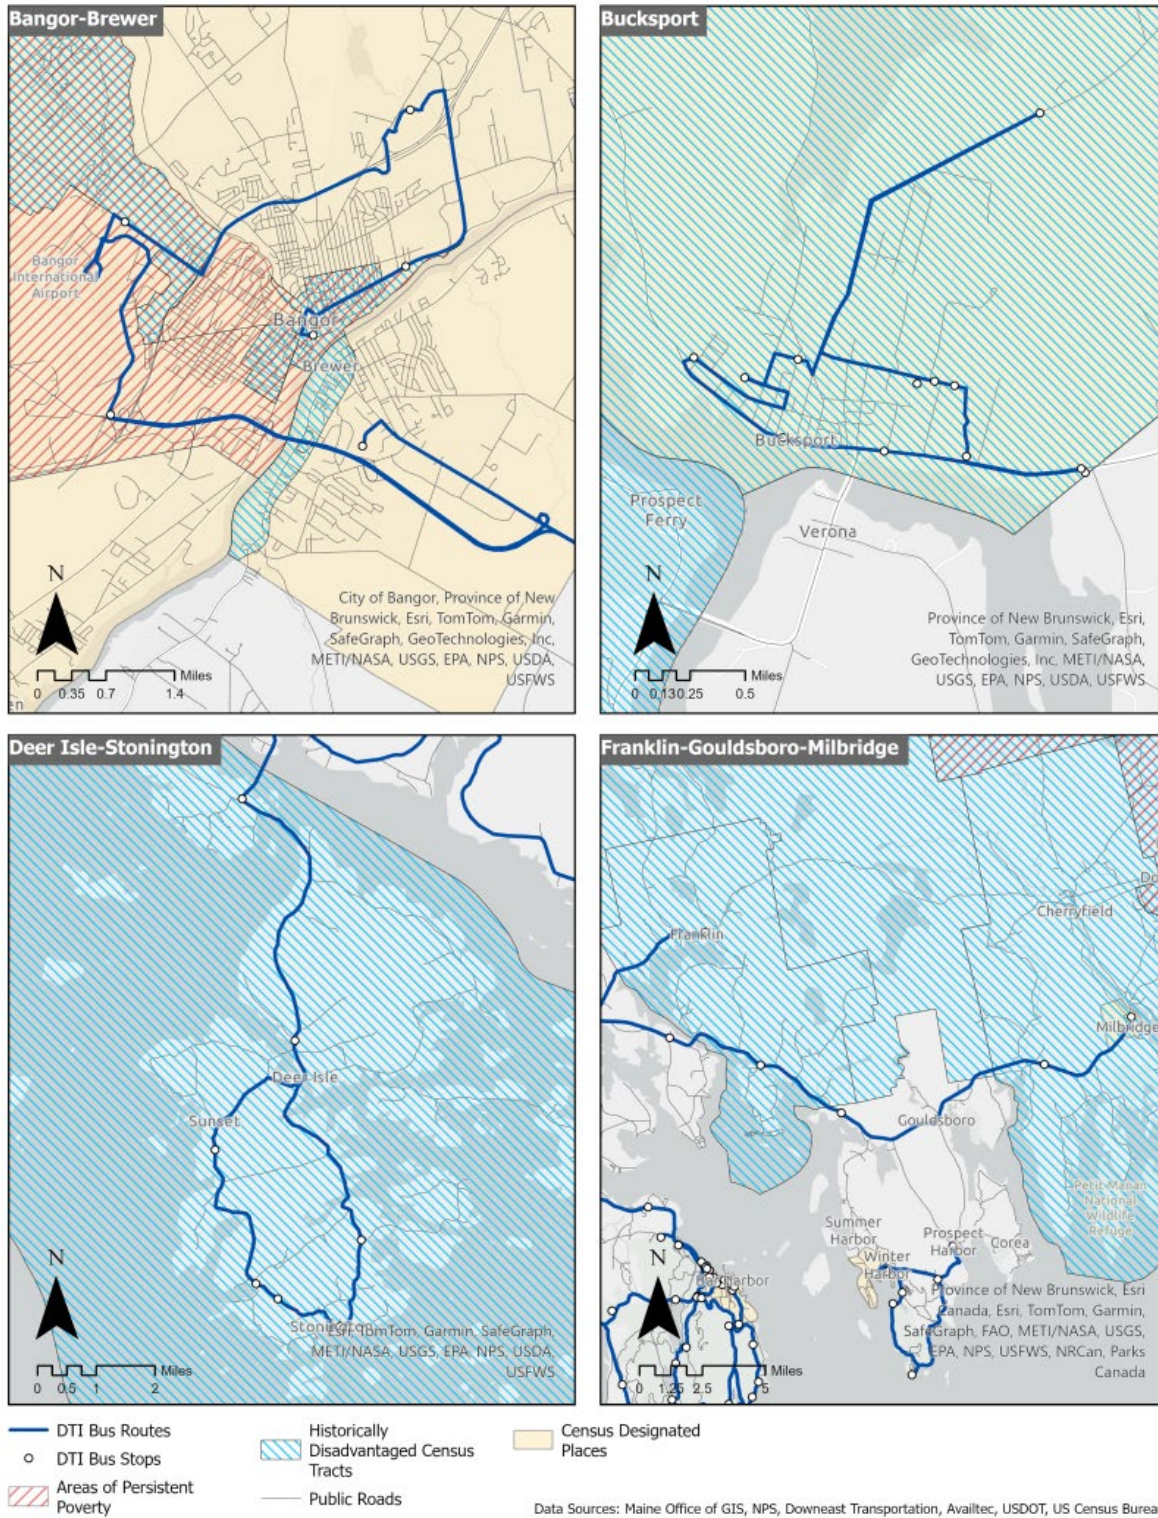 Bangor-Brewer
Bangor
International
Airport
Bangor
Brewer
N
City of Bangor, Province of New
Brunswick, Esri, TomTom, Garmin,
SafeGraph, GeoTechnologies, Inc,
METI/NASA, USGS, EPA, NPS, USDA,
USFWS
Miles
0 0.35 0.7 1.4
en
Bucksport
Bucksport
Prospect
Ferry
Verona
N
Province of New Brunswick, Esri,
TomTom, Garmin, SafeGraph,
GeoTechnologies, Inc, METI/NASA,
USGS, EPA, NPS, USDA, USFWS
Miles
0 0.130.25 0.5
Deer Isle-Stonington
Deer Isle
Sunset
Stonington
N
Esri, TomTom, Garmin, SafeGraph,
METI/NASA, USGS, EPA, NPS, USDA,
USFWS
Miles
0 0.5 1 2
Franklin-Gouldsboro-Milbridge
Do
Cherryfield
Franklin
Milbridge
Gouldsboro
Petit Manan
National
Wildlife
Refuge
Summer
Harbor
Prospect
Harbor
Corea
Winter
Harbor
Bar Harbor
N
Province of New Brunswick, Esri
Canada, Esri, TomTom, Garmin,
SafeGraph, FAO, METI/NASA, USGS,
EPA, NPS, USFWS, NRCan, Parks
Canada
0 1.25 2.5 5
DTI Bus Routes
DTI Bus Stops
Areas of Persistent
Poverty
Historically
Disadvantaged Census
Tracts
Public Roads
Census Designated
Places
Data Sources: Maine Office of GIS, NPS, Downeast Transportation, Availtec, USDOT, US Census Burea